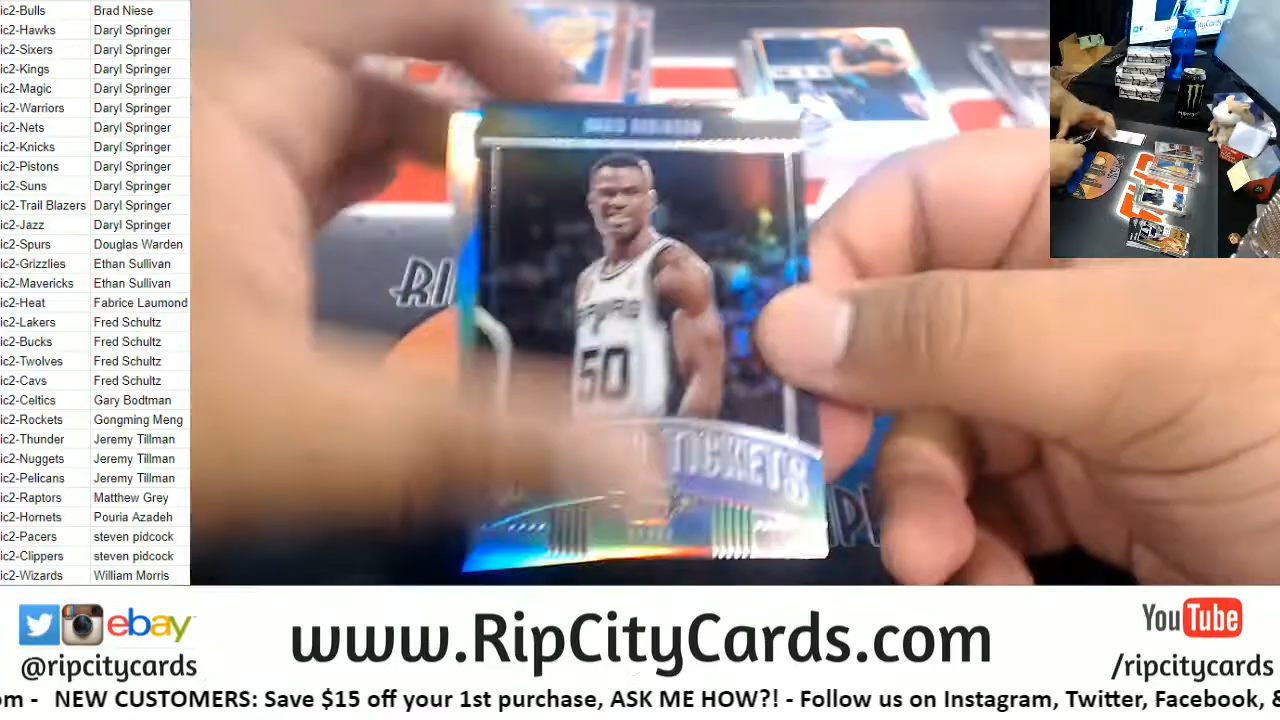 ic2-Bulls Brad Niese
ic2-Hawks Daryl Springer
ic2-Sixers Daryl Springer
ic2-Kings Daryl Springer
ic2-Magic Daryl Springer
ic2-Warriors Daryl Springer
ic2-Nets Daryl Springer
ic2-Knicks Daryl Springer
ic2-Pistons Daryl Springer
ic2-Suns Daryl Springer
ic2-Trail Blazers Daryl Springer
ic2-Jazz Daryl Springer
ic2-Spurs Douglas Warden
ic2-Grizzlies Ethan Sullivan
ic2-Mavericks Ethan Sullivan
ic2-Heat Fabrice Laumond
ic2-Lakers Fred Schultz
ic2-Bucks Fred Schultz
ic2-Twolves Fred Schultz
ic2-Cavs Fred Schultz
ic2-Celtics Gary Bodtman
ic2-Rockets Gongming Meng
ic2-Thunder Jeremy Tillman
ic2-Nuggets Jeremy Tillman
ic2-Pelicans Jeremy Tillman
ic2-Raptors Matthew Grey
ic2-Hornets Pouria Azadeh
ic2-Pacers steven pidcock
ic2-Clippers steven pidcock
ic2-Wizards William Morris
DAVID ROBINSON
SPURS
50
TICKETS
RI
IP
ebay
@ripcitycards
www.RipCityCards.com
YouTube
/ripcitycards
om - NEW CUSTOMERS: Save $15 off your 1st purchase, ASK ME HOW?! - Follow us on Instagram, Twitter, Facebook, &